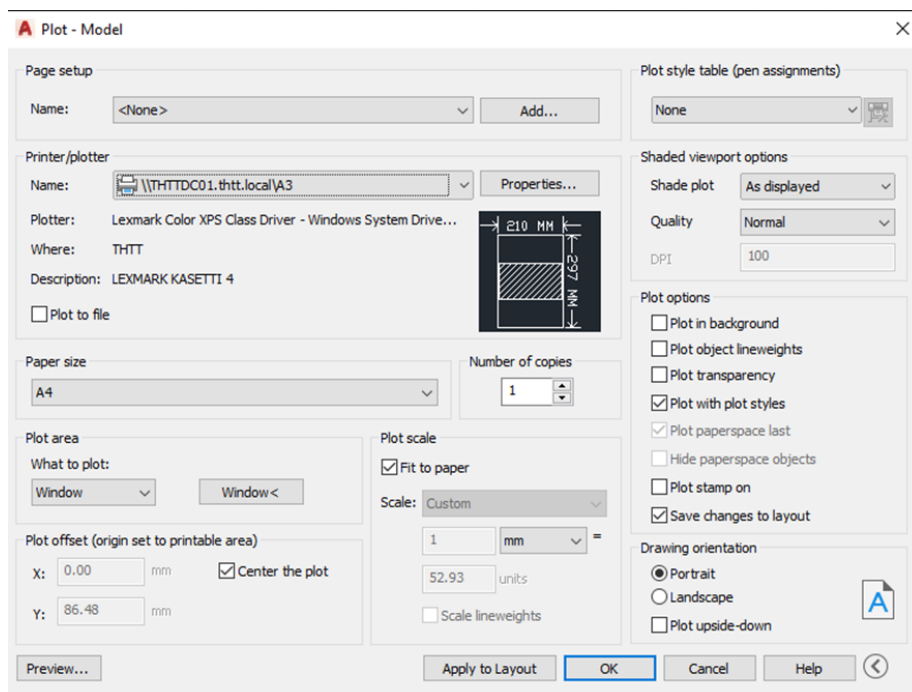 Plot - Model
Page setup
Name: <None> Add...
Printer/plotter
Name: \\THTTDC01.thtt.local\A3 Properties...
Plotter: Lexmark Color XPS Class Driver - Windows System Drive...
Where: THTT
Description: LEXMARK KASETTI 4
Plot to file
210 MM
297 MM
Paper size
A4
Number of copies
1
Plot area
What to plot:
Window Window<
Plot offset (origin set to printable area)
X: 0.00 mm Center the plot
Y: 86.48 mm
Plot scale
Fit to paper
Scale: Custom
1 mm =
52.93 units
Scale lineweights
Plot style table (pen assignments)
None
Shaded viewport options
Shade plot As displayed
Quality Normal
DPI 100
Plot options
Plot in background
Plot object lineweights
Plot transparency
Plot with plot styles
Plot paperspace last
Hide paperspace objects
Plot stamp on
Save changes to layout
Drawing orientation
Portrait
Landscape
Plot upside-down
A
Preview... Apply to Layout OK Cancel Help